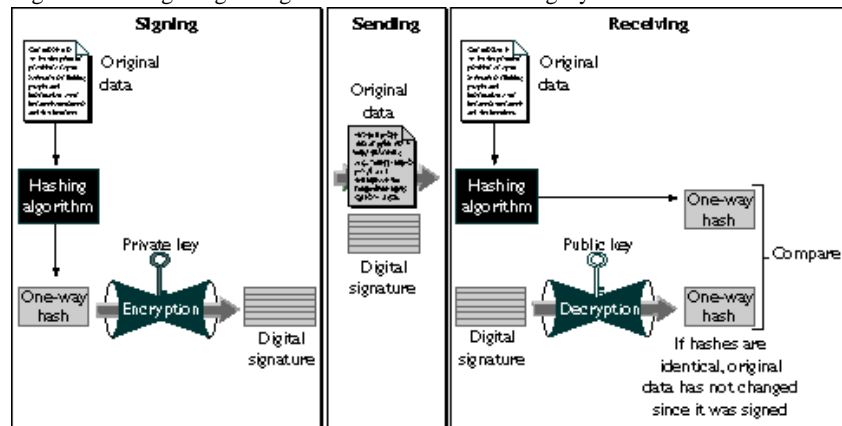 Signing
Original
data
Hashing
algorithm
Private key
One-way
hash
Encryption
Digital
signature
Sending
Original
data
Digital
signature
Receiving
Original
data
Hashing
algorithm
One-way
hash
Public key
Compare
Digital
signature
Decryption
One-way
hash
If hashes are
identical, original
data has not changed
since it was signed